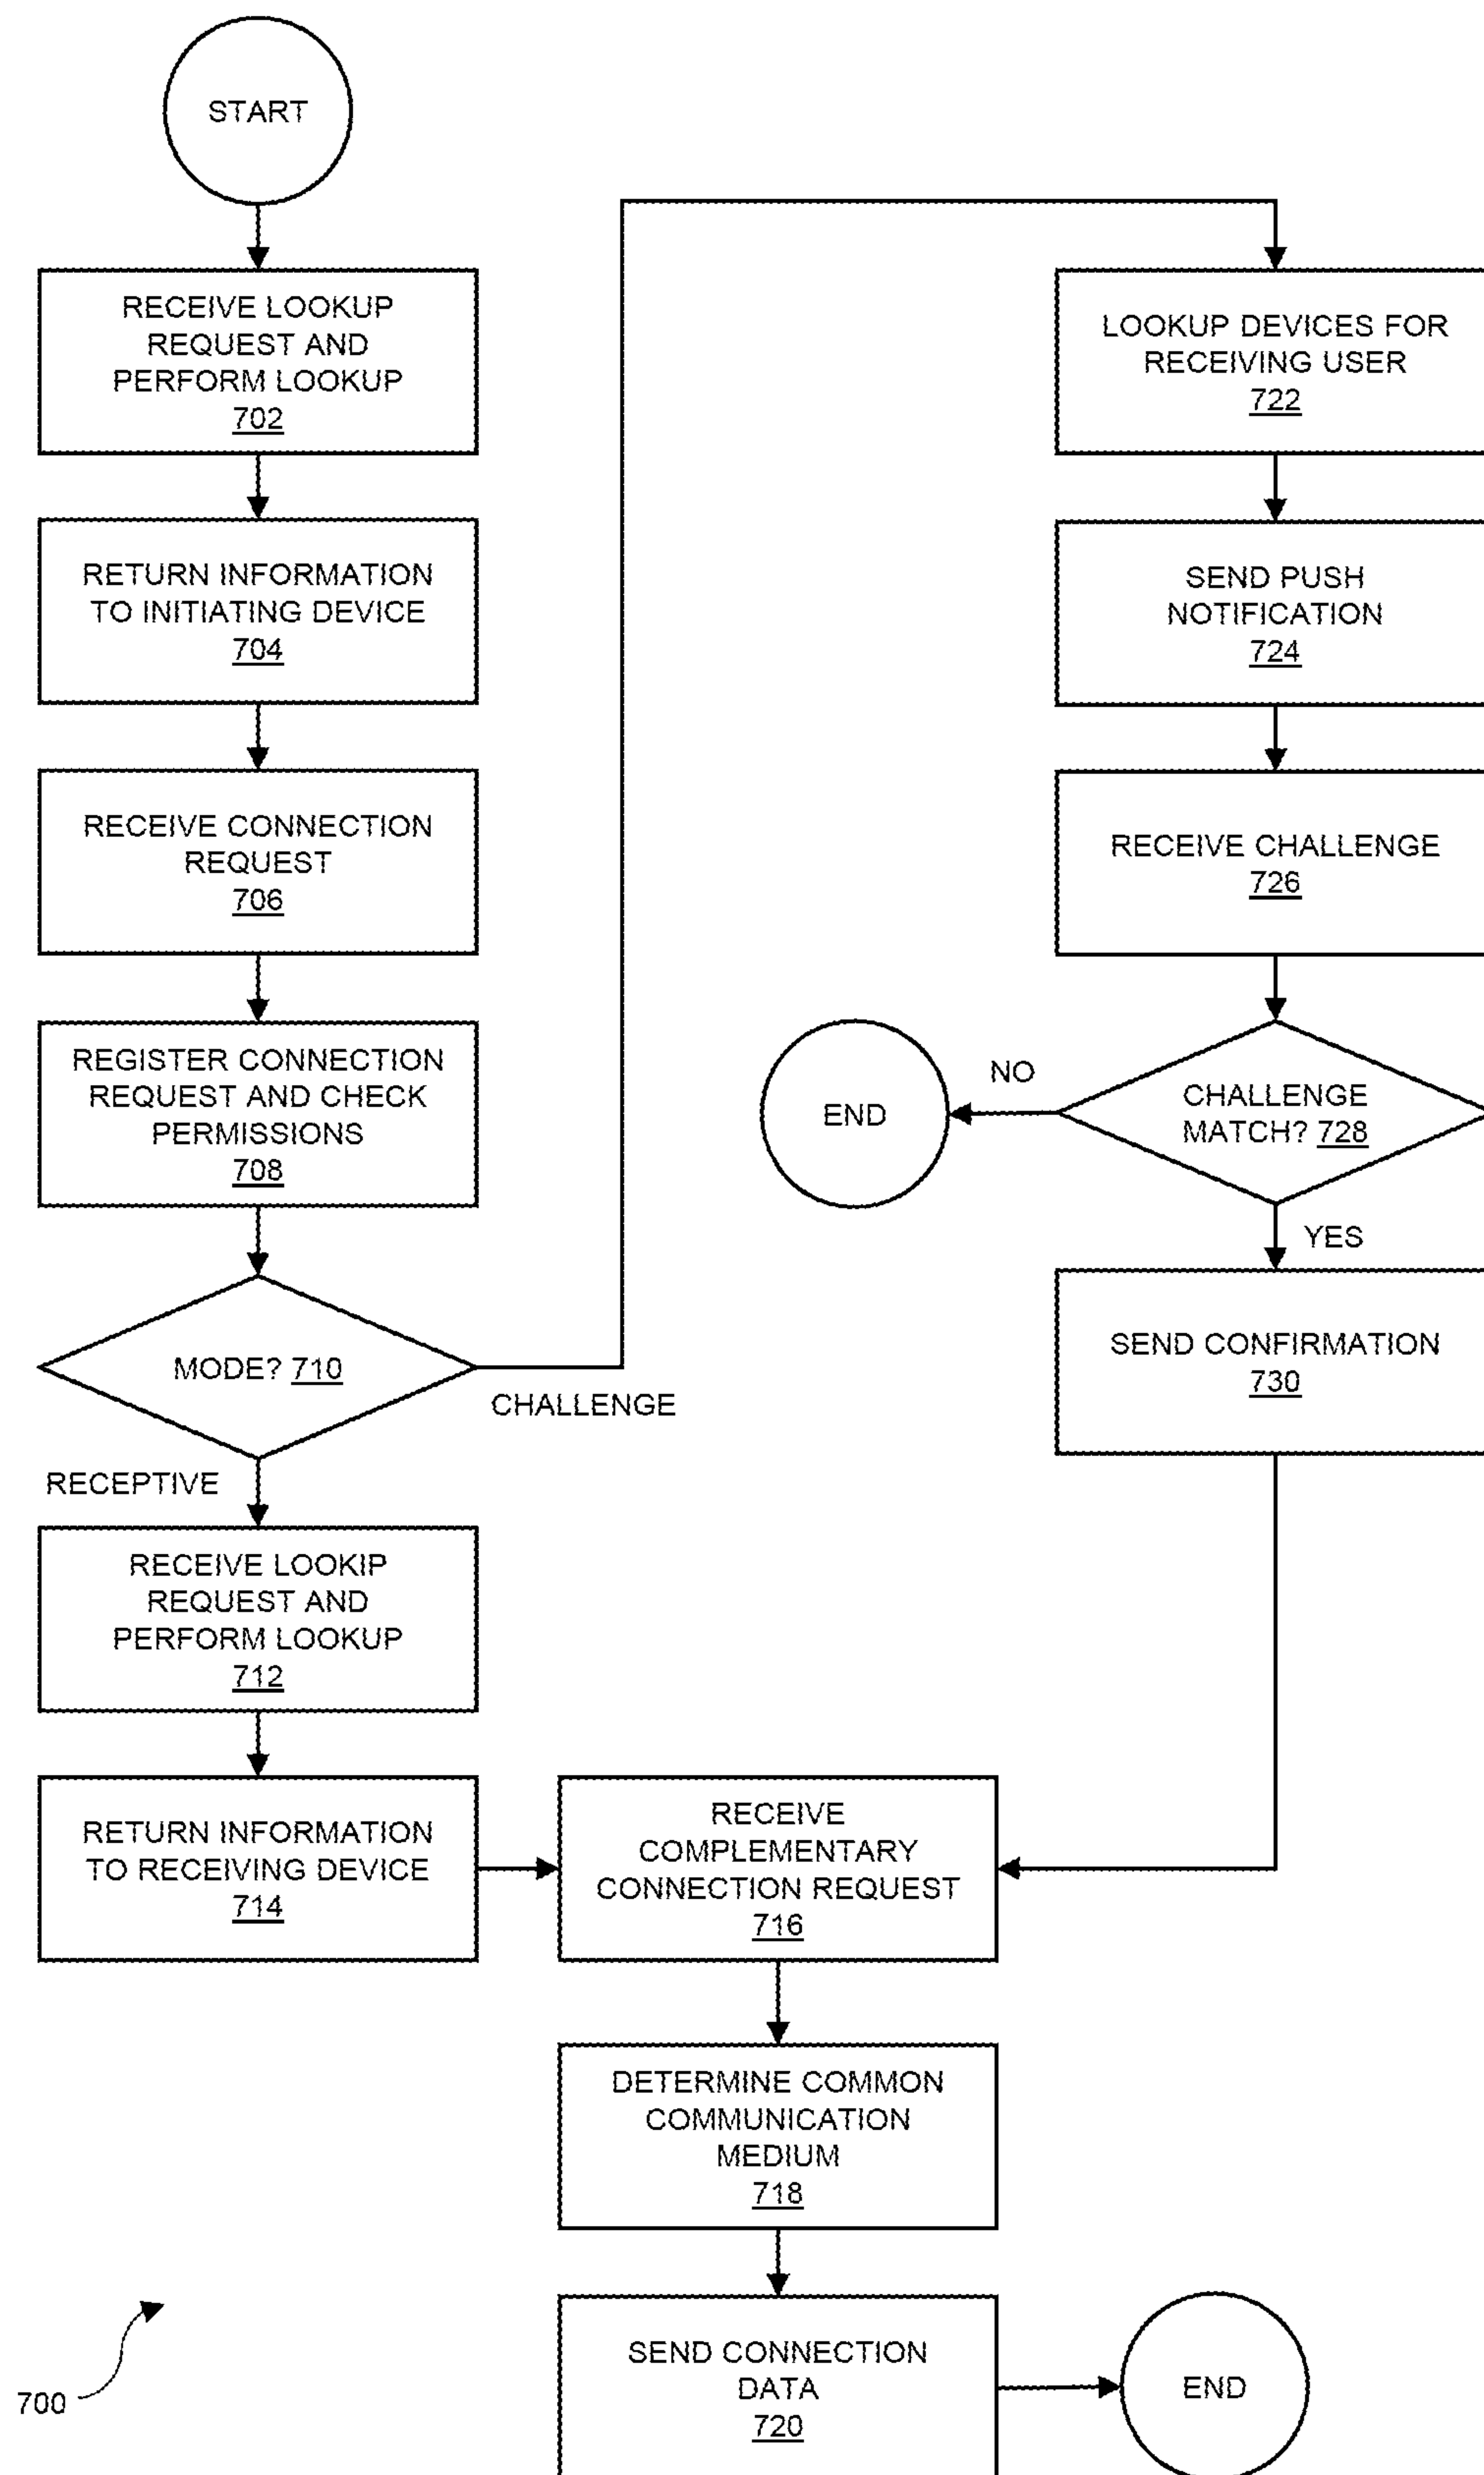 START
RECEIVE LOOKUP
REQUEST AND
PERFORM LOOKUP
702
RETURN INFORMATION
TO INITIATING DEVICE
704
RECEIVE CONNECTION
REQUEST
706
REGISTER CONNECTION
REQUEST AND CHECK
PERMISSIONS
708
MODE? 710
CHALLENGE
RECEPTIVE
RECEIVE LOOKIP
REQUEST AND
PERFORM LOOKUP
712
RETURN INFORMATION
TO RECEIVING DEVICE
714
RECEIVE
COMPLEMENTARY
CONNECTION REQUEST
716
DETERMINE COMMON
COMMUNICATION
MEDIUM
718
SEND CONNECTION
DATA
720
END
LOOKUP DEVICES FOR
RECEIVING USER
722
SEND PUSH
NOTIFICATION
724
RECEIVE CHALLENGE
726
CHALLENGE
MATCH? 728
NO
END
YES
SEND CONFIRMATION
730
700